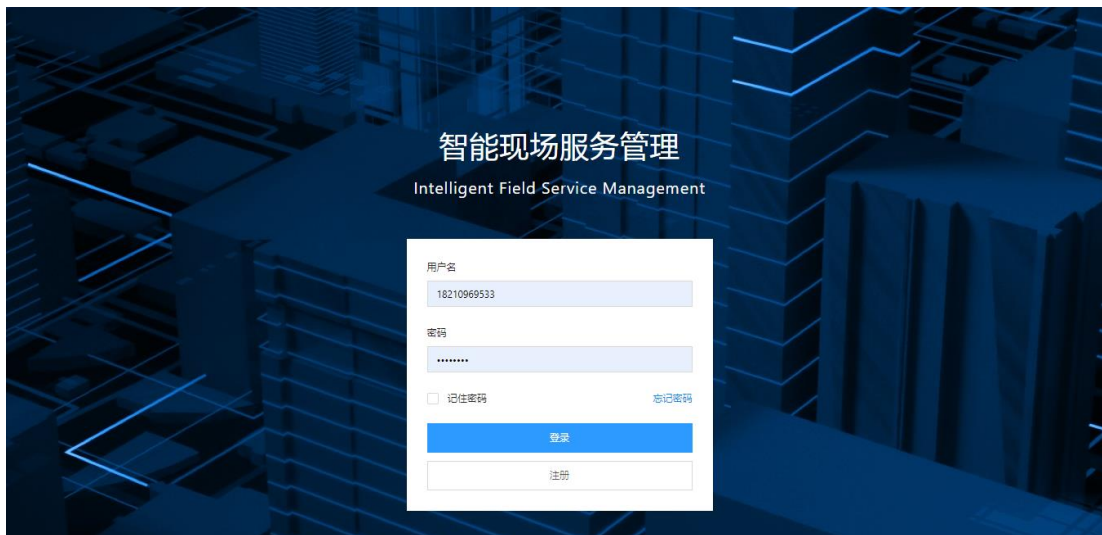 智能现场服务管理
Intelligent Field Service Management
用户名
18210969533
密码
••••••••
记住密码 忘记密码
登录
注册